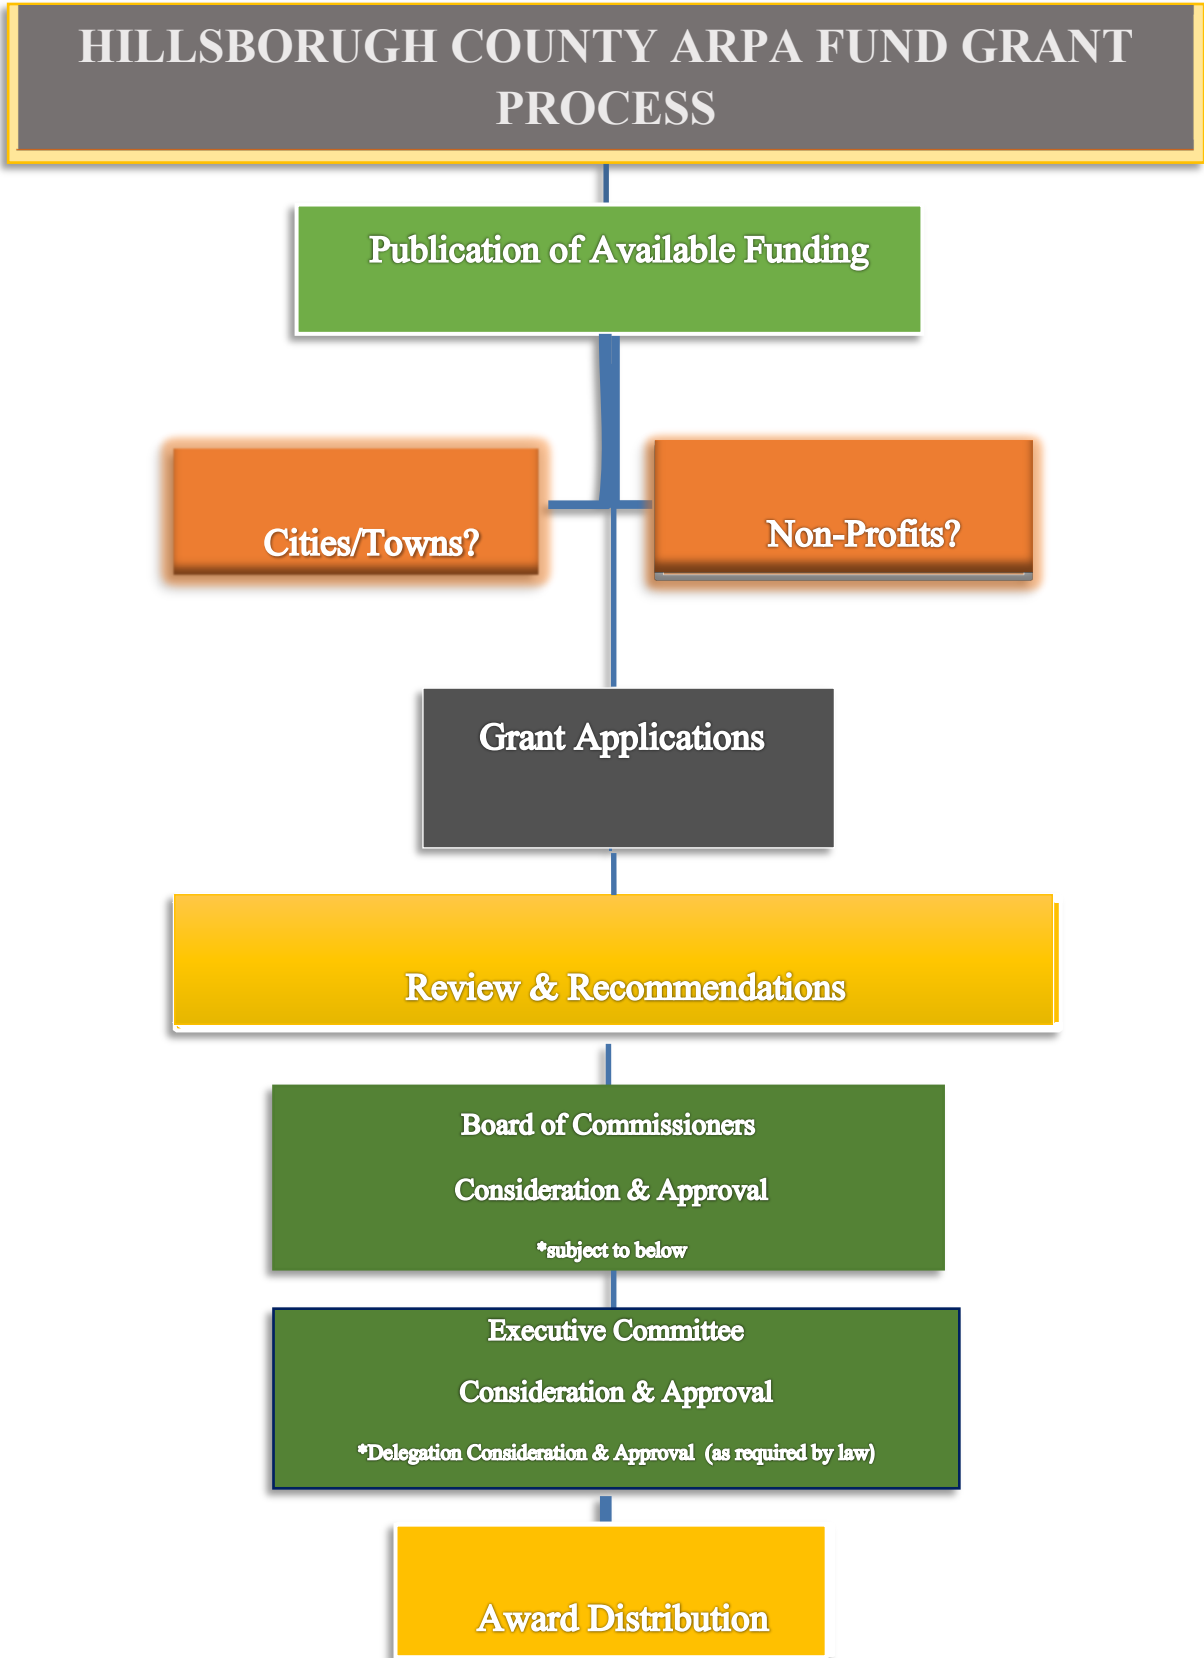 HILLSBORUGH COUNTY ARPA FUND GRANT
PROCESS
Publication of Available Funding
Cities/Towns?
Non-Profits?
Grant Applications
Review & Recommendations
Board of Commissioners
Consideration & Approval
*subject to below
Executive Committee
Consideration & Approval
*Delegation Consideration & Approval (as required by law)
Award Distribution